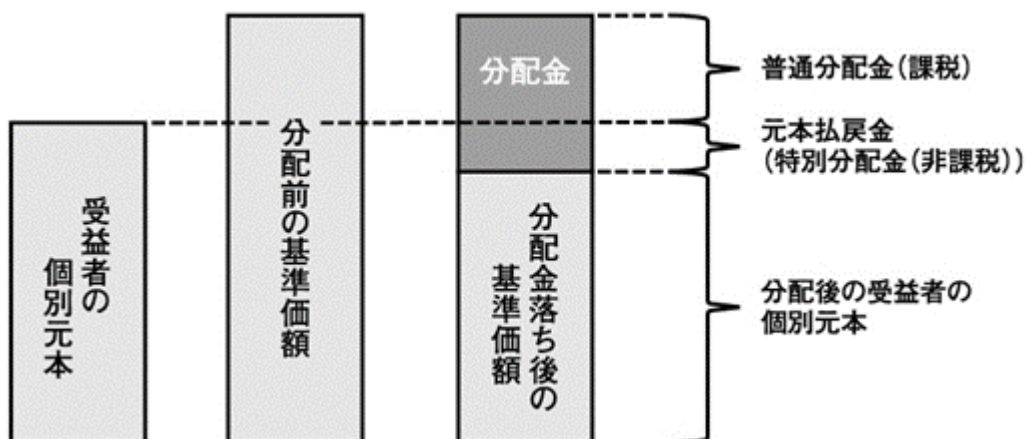 受益者の
個別元本
分配前の基準価額
分配金
分配金落ち後の
基準価額
普通分配金(課税)
元本払戻金
(特別分配金(非課税))
分配後の受益者の
個別元本